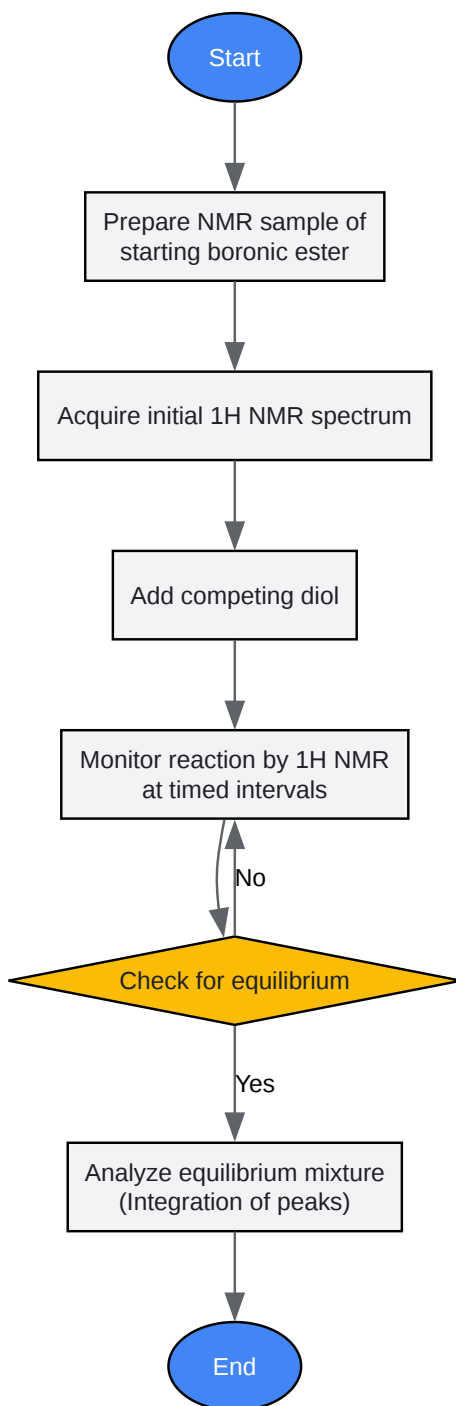 Start
Prepare NMR sample of
starting boronic ester
Acquire initial 1H NMR spectrum
Add competing diol
Monitor reaction by 1H NMR
at timed intervals
No
Check for equilibrium
Yes
Analyze equilibrium mixture
(Integration of peaks)
End